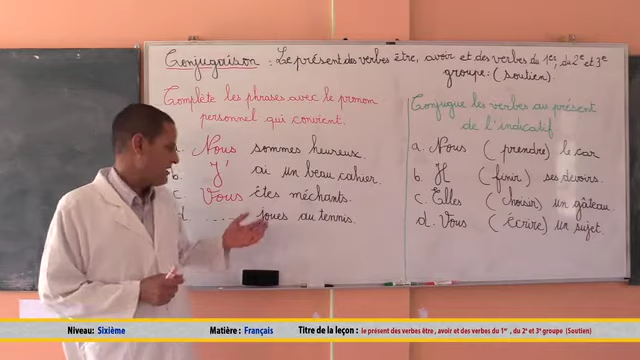 Conjugaison : Le présent des verbes être, avoir et des verbes du 1er, du 2e et 3e
groupe : (soutien)
Complète les phrases avec le pronom
personnel qui convient.
a. Nous sommes heureux.
b. J' ai un beau cahier.
c. Vous êtes méchants.
d. ...... joues au tennis.
Conjugue les verbes au présent
de l'indicatif.
a. Nous (prendre) le car
b. Il (finir) ses devoirs.
c. Elles (choisir) un gâteau.
d. Vous (écrire) un sujet.
Niveau: Sixième Matière : Français Titre de la leçon : le présent des verbes être , avoir et des verbes du 1er , du 2e et 3e groupe (Soutien)